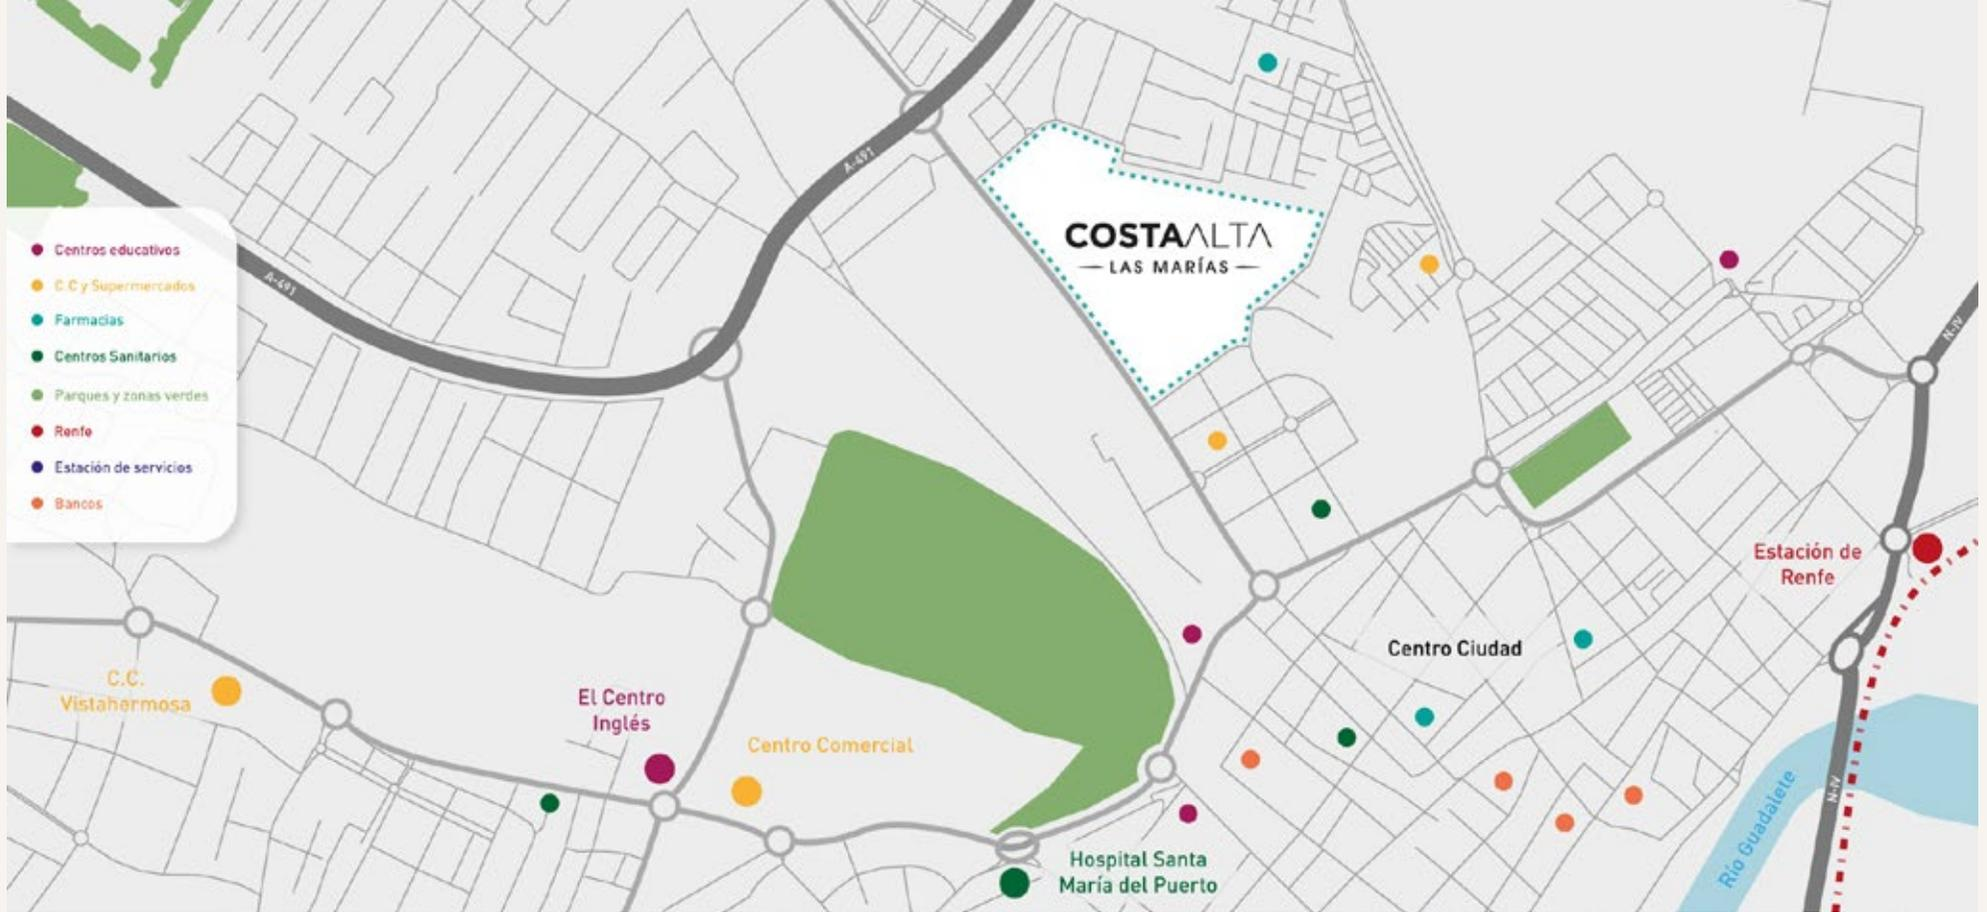 A-491
COSTAALTA
LAS MARÍAS
Centros educativos
C.C y Supermercados
Farmacias
Centros Sanitarios
Parques y zonas verdes
Renfe
Estación de servicios
Bancos
A-491
N-IV
Estación de
Renfe
Centro Ciudad
C.C.
Vistahermosa
El Centro
Inglés
Centro Comercial
N-IV
Río Guadalete
Hospital Santa
María del Puerto